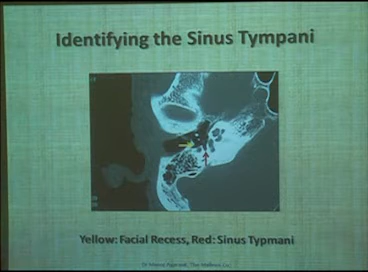 Identifying the Sinus Tympani
Yellow: Facial Recess, Red: Sinus Typmani